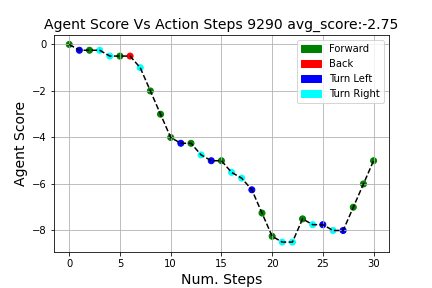 Agent Score Vs Action Steps 9290 avg_score:-2.75
Forward
Back
Turn Left
Turn Right
Agent Score
0
−2
−4
−6
−8
0 5 10 15 20 25 30
Num. Steps